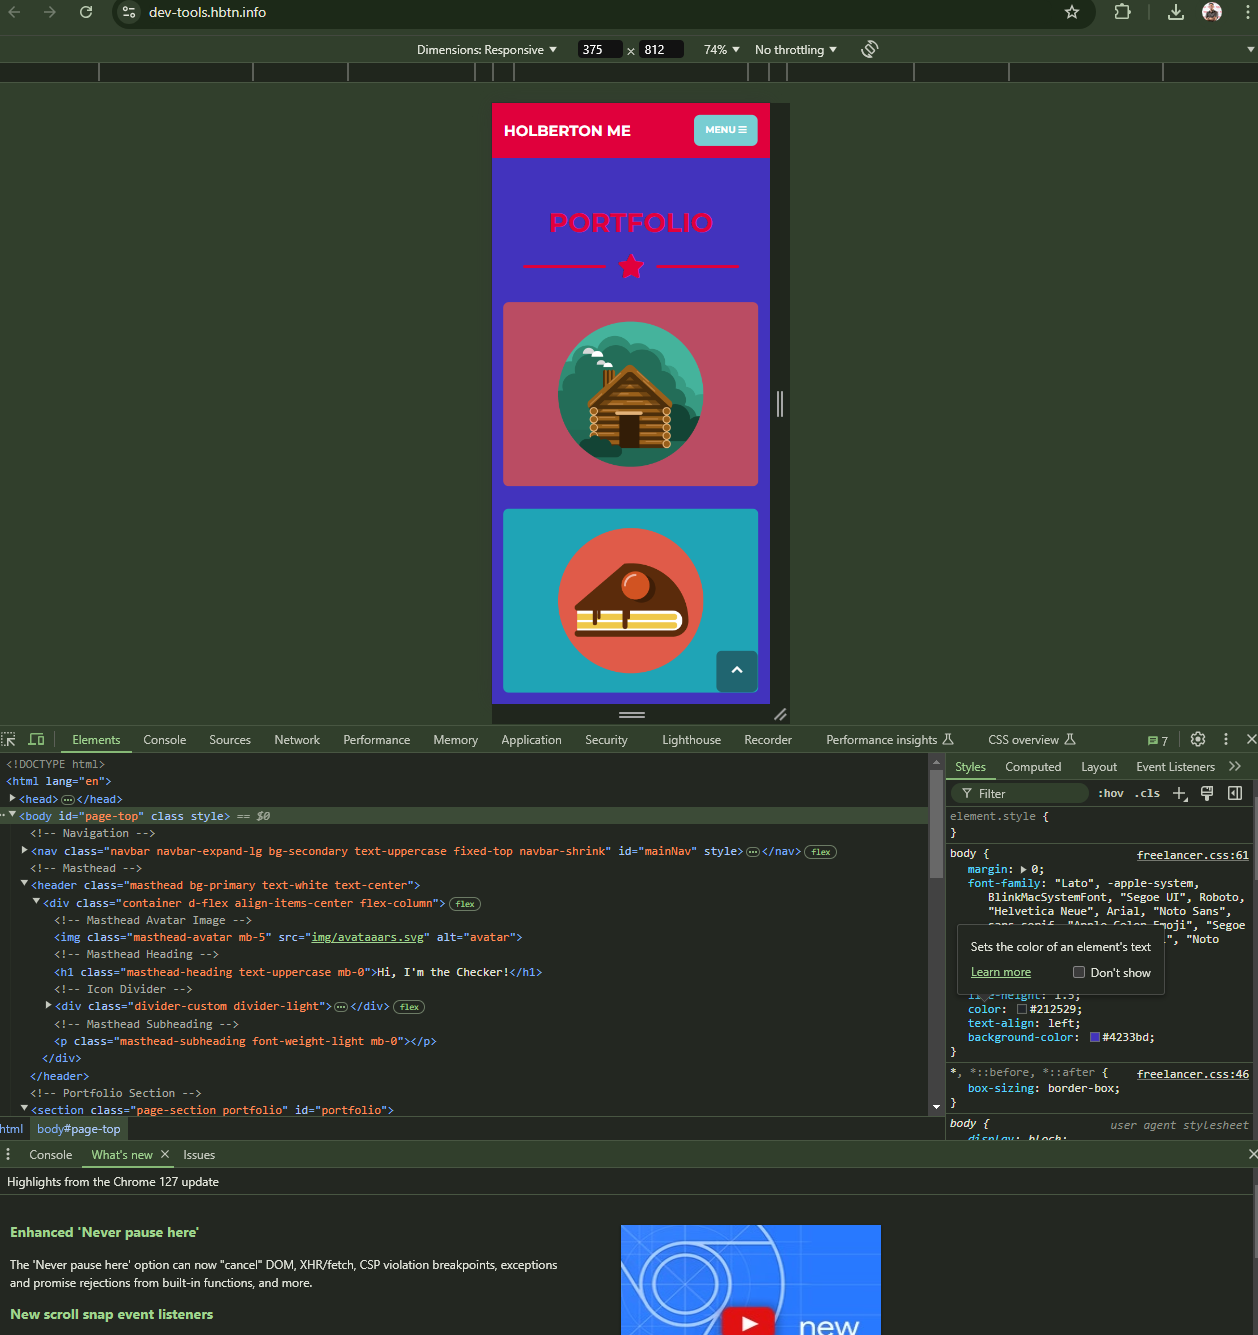 dev-tools.hbtn.info
Dimensions: Responsive 375 × 812 74% No throttling
HOLBERTON ME MENU
PORTFOLIO
Elements Console Sources Network Performance Memory Application Security Lighthouse Recorder Performance insights CSS overview 7
<!DOCTYPE html>
<html lang="en">
<head> </head>
<body id="page-top" class style> == $0
<!-- Navigation -->
<nav class="navbar navbar-expand-lg bg-secondary text-uppercase fixed-top navbar-shrink" id="mainNav" style> </nav> flex
<!-- Masthead -->
<header class="masthead bg-primary text-white text-center">
<div class="container d-flex align-items-center flex-column"> flex
<!-- Masthead Avatar Image -->
<img class="masthead-avatar mb-5" src="img/avataaars.svg" alt="avatar">
<!-- Masthead Heading -->
<h1 class="masthead-heading text-uppercase mb-0">Hi, I'm the Checker!</h1>
<!-- Icon Divider -->
<div class="divider-custom divider-light"> </div> flex
<!-- Masthead Subheading -->
<p class="masthead-subheading font-weight-light mb-0"></p>
</div>
</header>
<!-- Portfolio Section -->
<section class="page-section portfolio" id="portfolio">
html body#page-top
Styles Computed Layout Event Listeners
Filter :hov .cls
element.style {
}
body { freelancer.css:61
margin: 0;
font-family: "Lato", -apple-system,
BlinkMacSystemFont, "Segoe UI", Roboto,
"Helvetica Neue", Arial, "Noto Sans",
sans-serif, "Apple Color Emoji", "Segoe
", "Noto
Sets the color of an element's text
Learn more Don't show
line-height: 1.5;
color: #212529;
text-align: left;
background-color: #4233bd;
}
*, *::before, *::after { freelancer.css:46
box-sizing: border-box;
}
body { user agent stylesheet
display: block;
Console What's new Issues
Highlights from the Chrome 127 update
Enhanced 'Never pause here'
The 'Never pause here' option can now "cancel" DOM, XHR/fetch, CSP violation breakpoints, exceptions
and promise rejections from built-in functions, and more.
New scroll snap event listeners
new